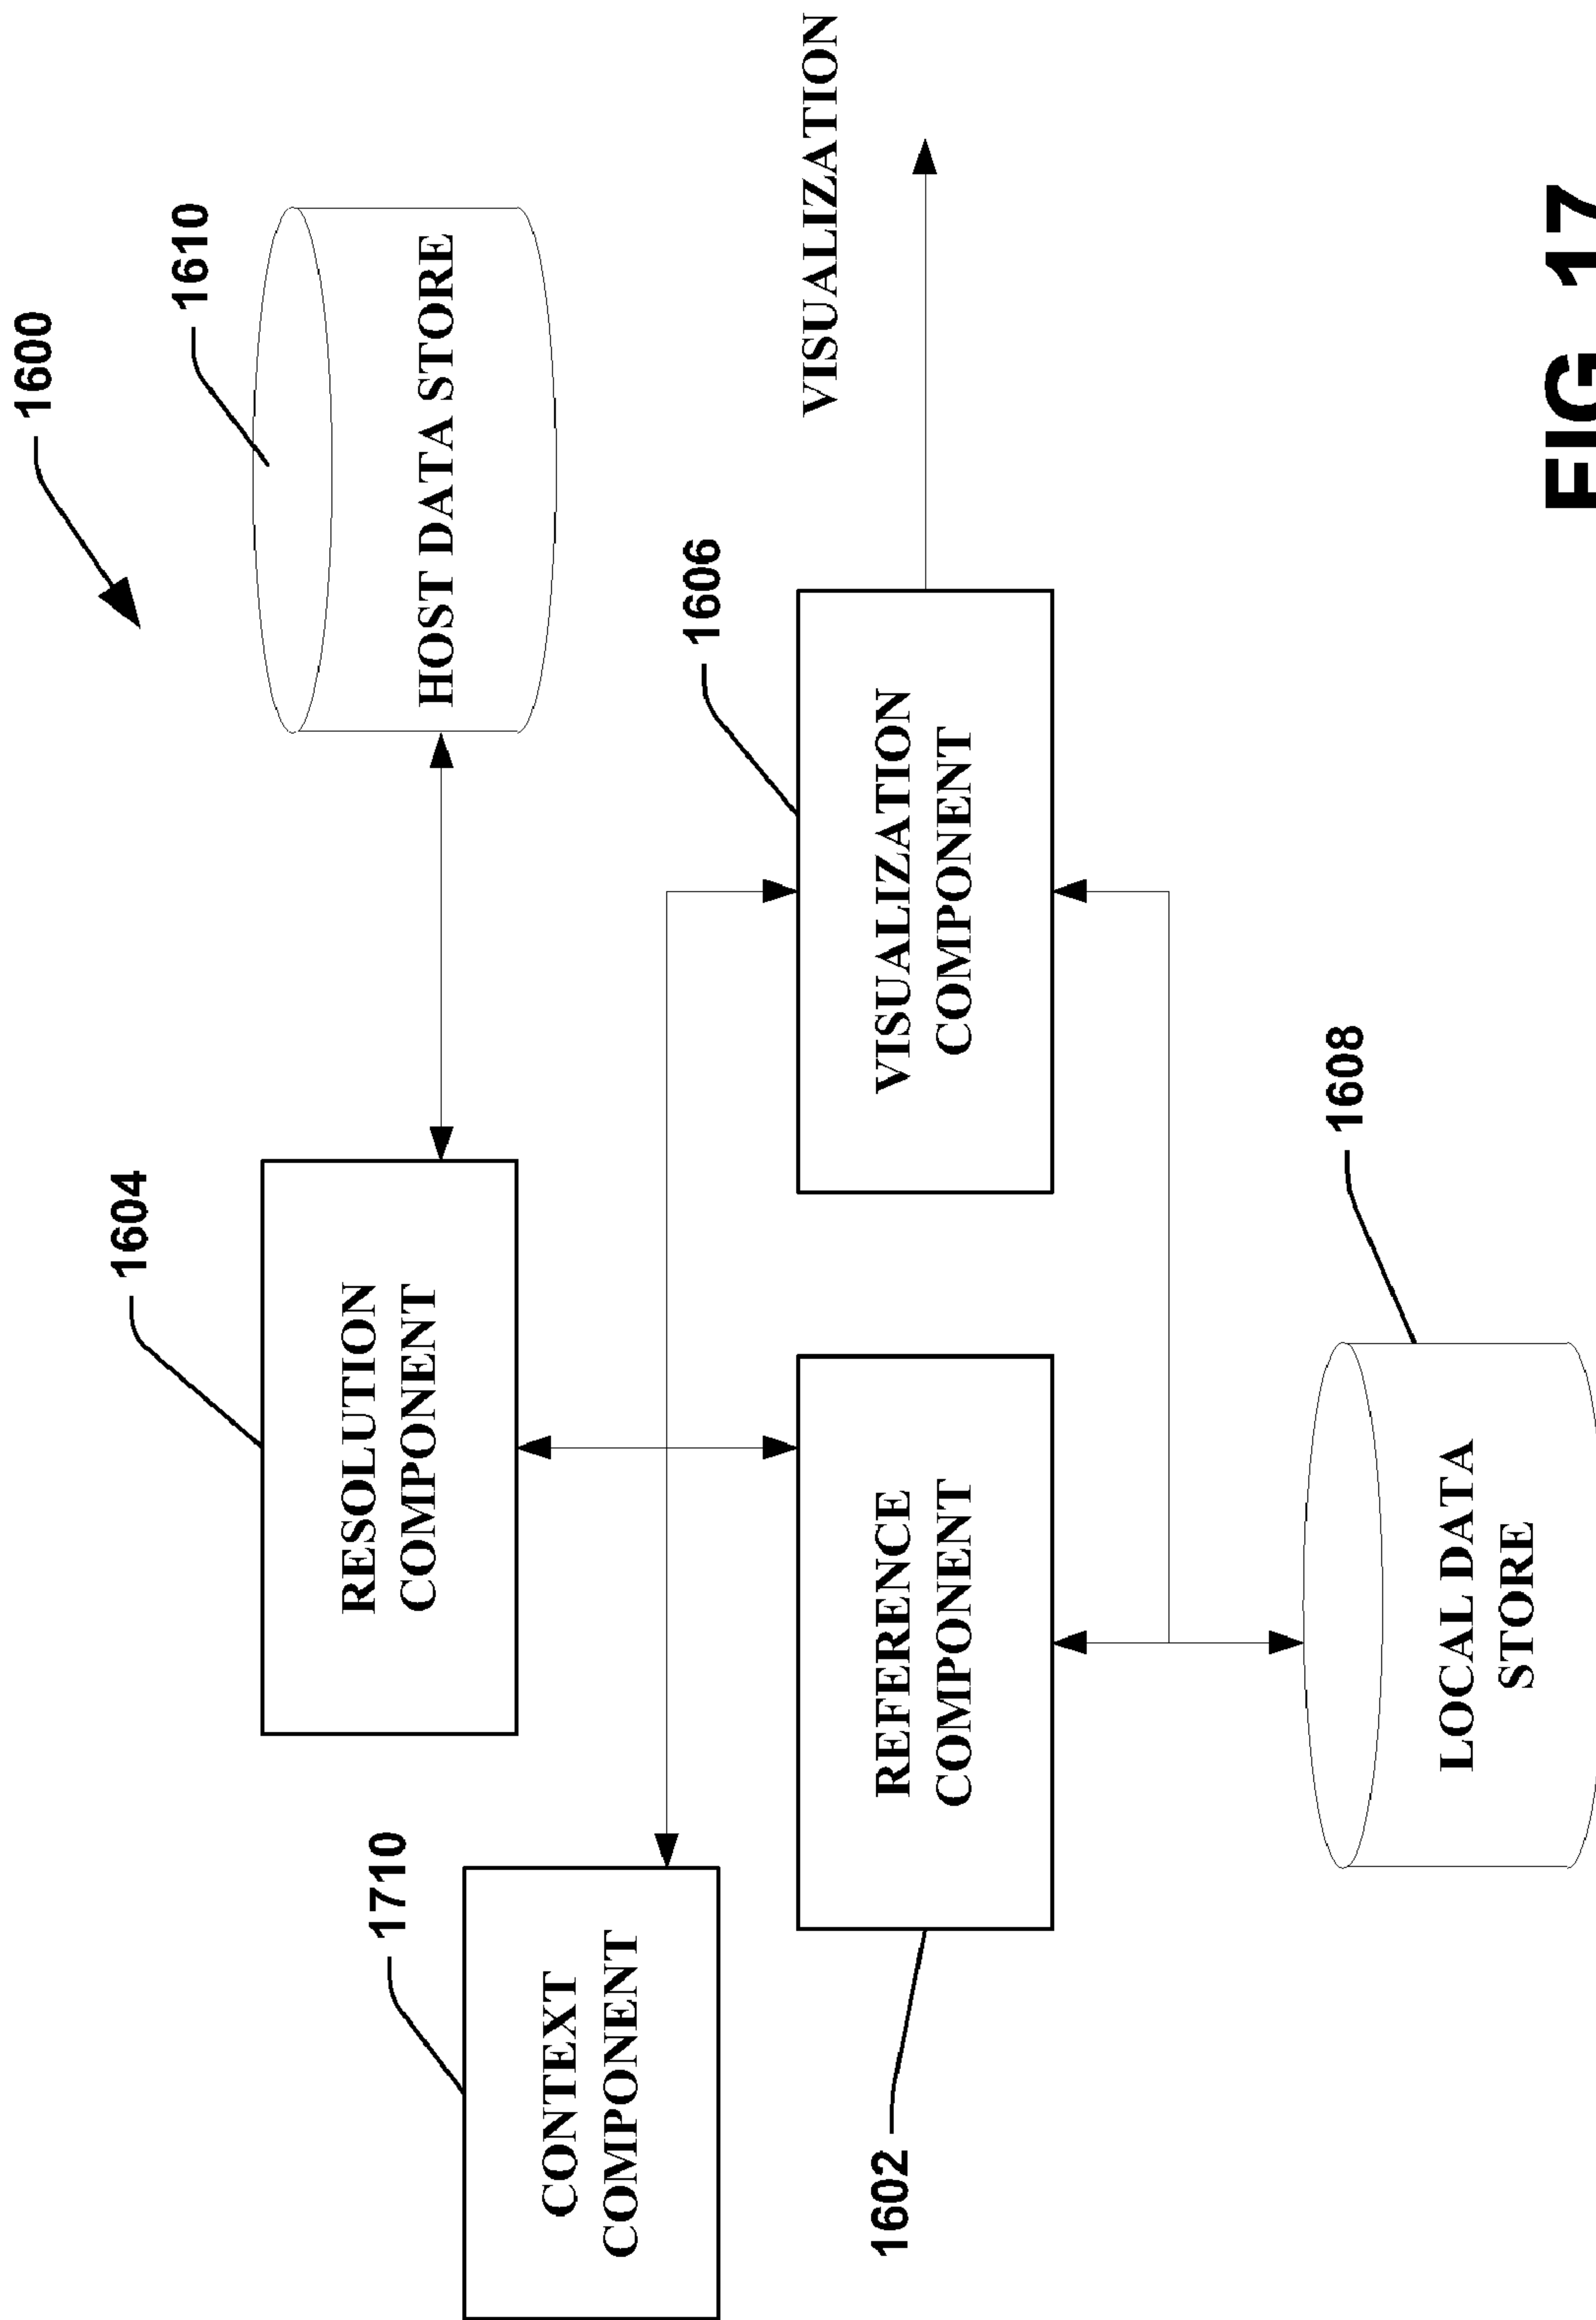 1600
1604
1610
RESOLUTION
COMPONENT
HOST DATA STORE
1710
CONTEXT
COMPONENT
1606
VISUALIZATION
1602
REFERENCE
COMPONENT
VISUALIZATION
COMPONENT
1608
LOCAL DATA
STORE
FIG 17